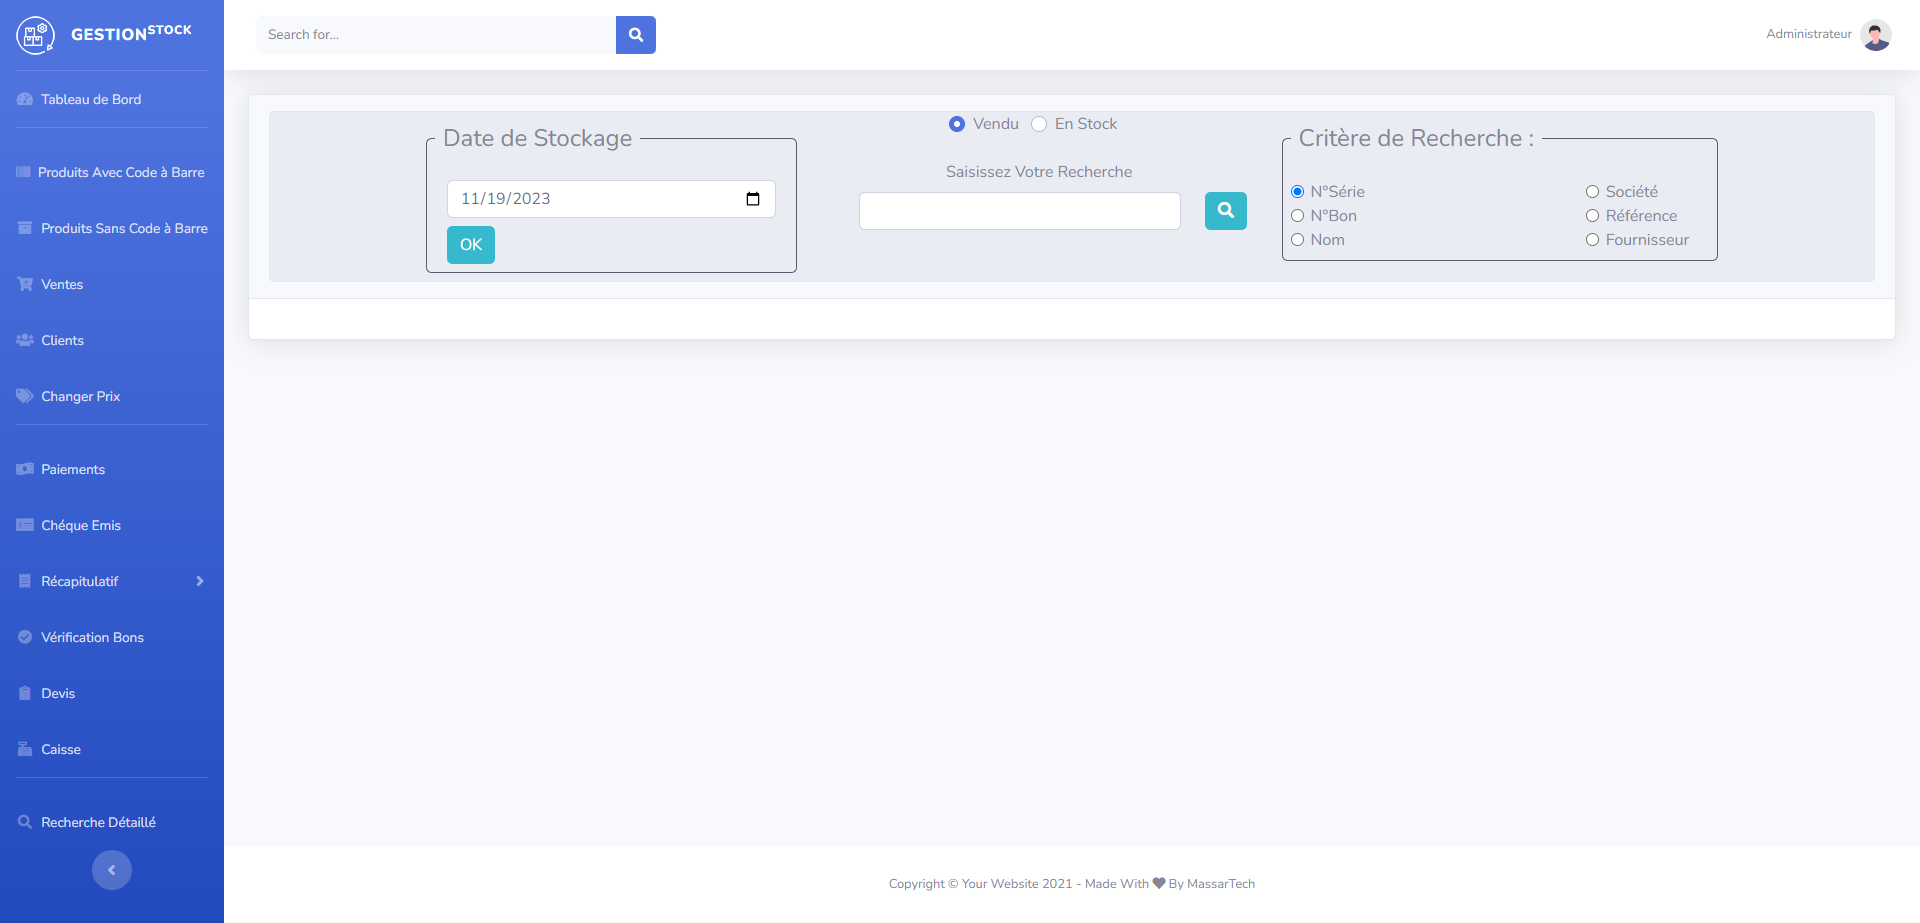 GESTIONSTOCK
Search for...
Administrateur
Tableau de Bord
Produits Avec Code à Barre
Produits Sans Code à Barre
Ventes
Clients
Changer Prix
Paiements
Chéque Emis
Récapitulatif
Vérification Bons
Devis
Caisse
Recherche Détaillé
Date de Stockage
11/19/2023
OK
Vendu
En Stock
Saisissez Votre Recherche
Critère de Recherche :
N°Série
N°Bon
Nom
Société
Référence
Fournisseur
Copyright © Your Website 2021 - Made With ♥ By MassarTech